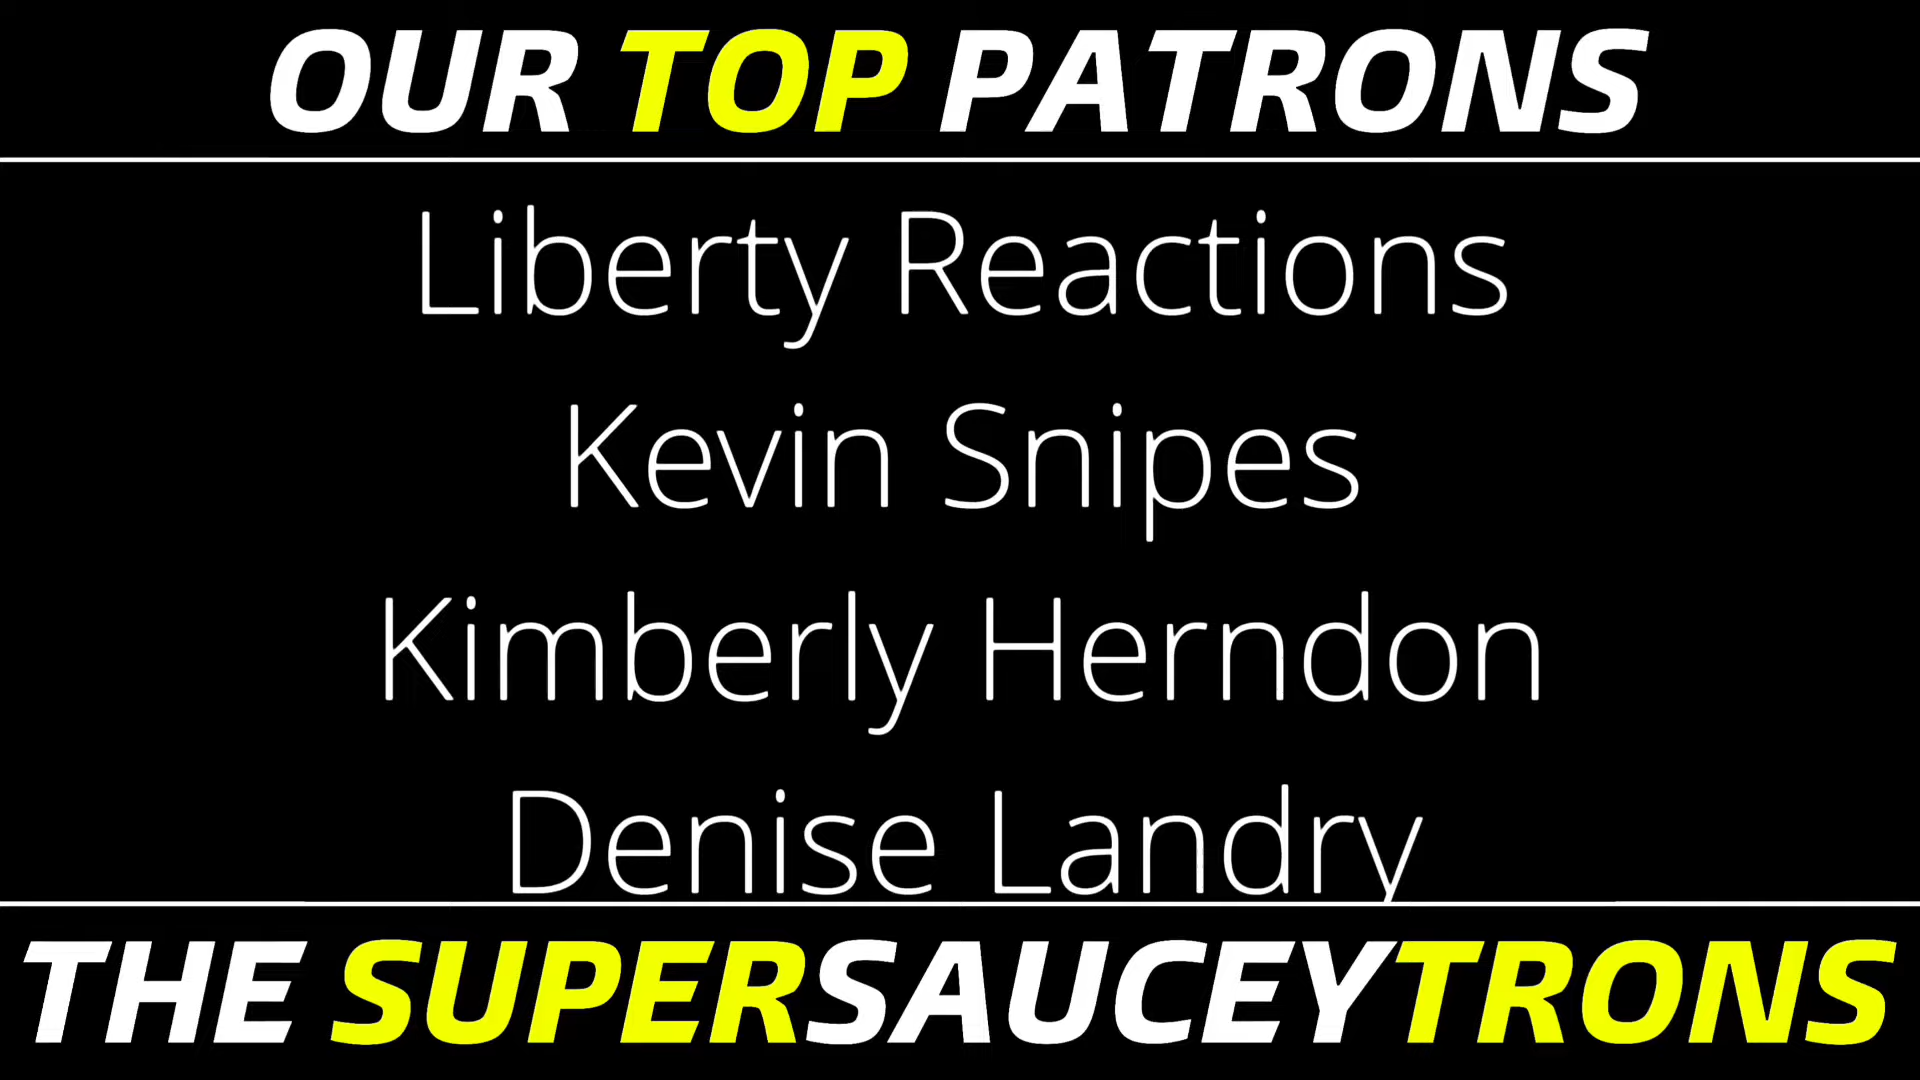 OUR TOP PATRONS
Liberty Reactions
Kevin Snipes
Kimberly Herndon
Denise Landry
THE SUPERSAUCEYTRONS